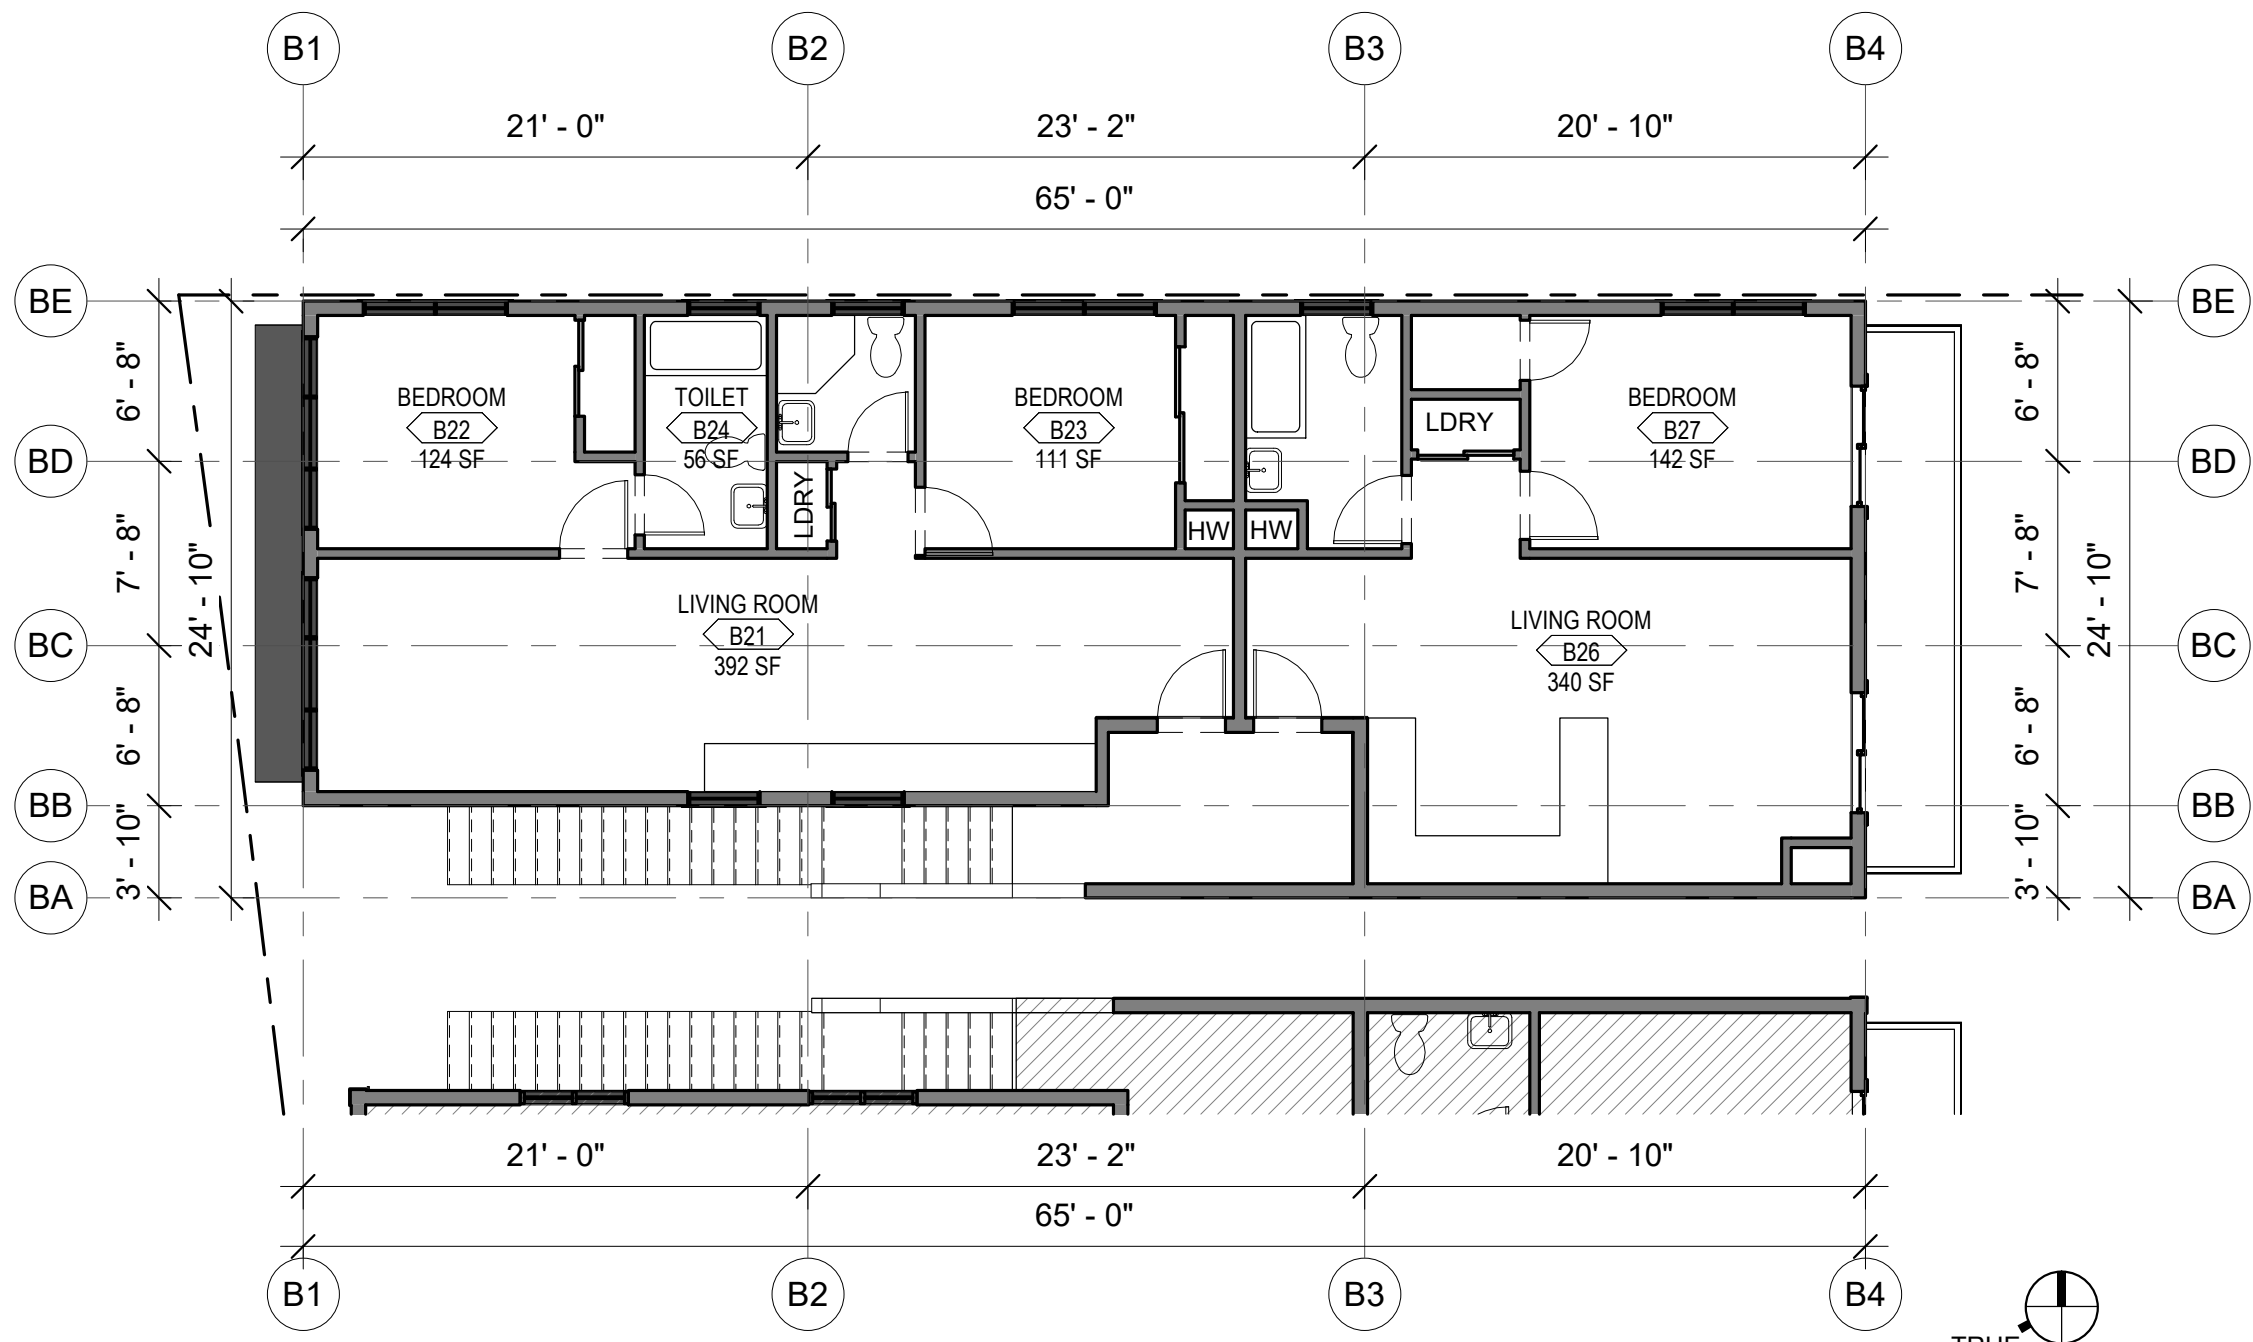 B1
B2
B3
B4
21' - 0"
23' - 2"
20' - 10"
65' - 0"
BE
BE
6' - 8"
6' - 8"
BEDROOM
B22
124 SF
TOILET
B24
56 SF
BEDROOM
B23
111 SF
LDRY
BEDROOM
B27
142 SF
BD
BD
LDRY
HW
HW
7' - 8"
24' - 10"
7' - 8"
24' - 10"
LIVING ROOM
B21
392 SF
LIVING ROOM
B26
340 SF
BC
BC
6' - 8"
6' - 8"
BB
BB
3' - 10"
3' - 10"
BA
BA
21' - 0"
23' - 2"
20' - 10"
65' - 0"
B1
B2
B3
B4